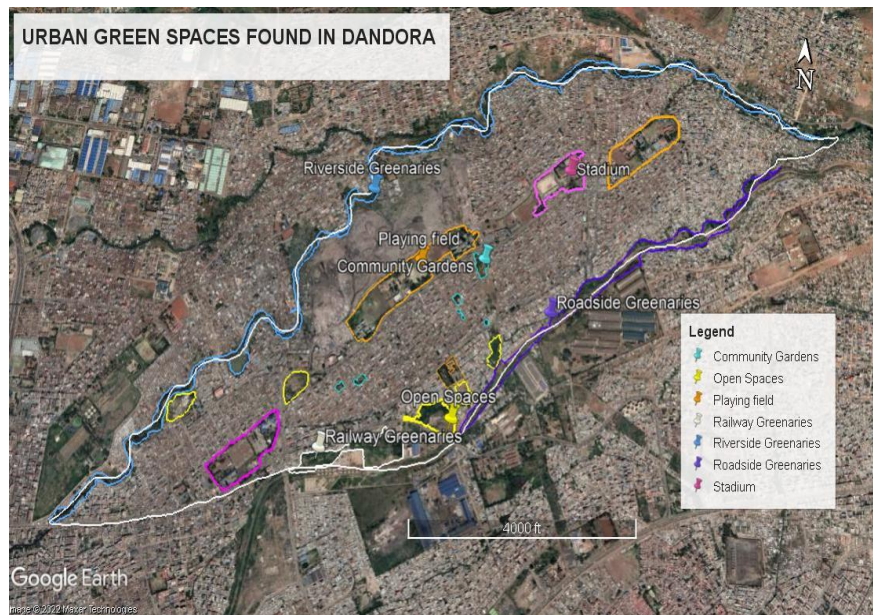 URBAN GREEN SPACES FOUND IN DANDORA
N
Riverside Greenaries
Stadium
Playing field
Community Gardens
Roadside Greenaries
Legend
Community Gardens
Open Spaces
Playing field
Railway Greenaries
Riverside Greenaries
Roadside Greenaries
Stadium
Open Spaces
Railway Greenaries
4000 ft
Google Earth
Image © 2022 Maxar Technologies